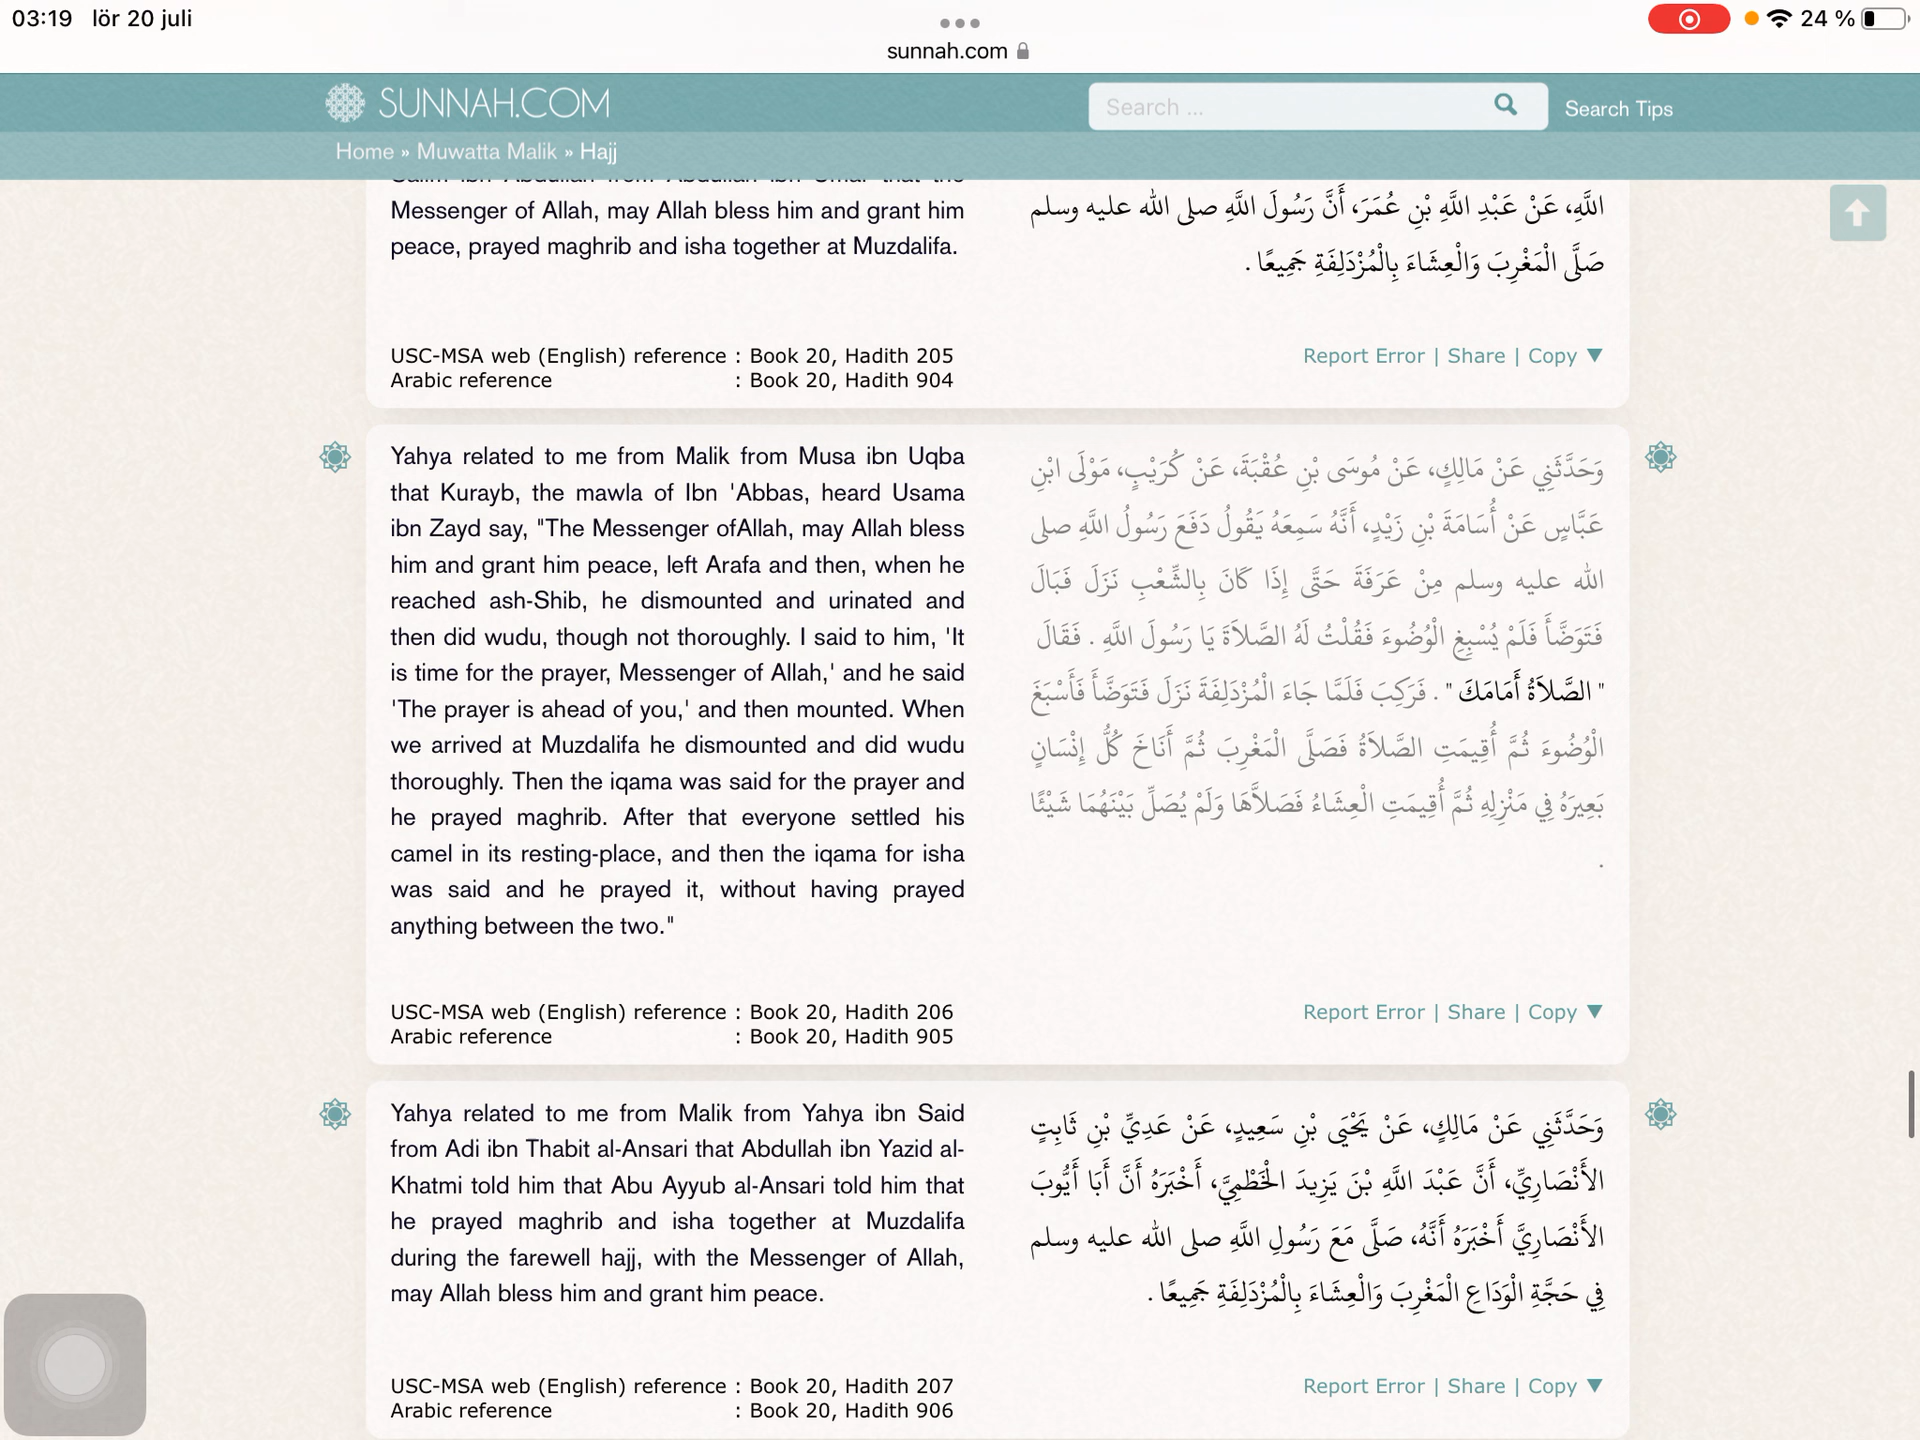 03:19 lör 20 juli
24 %
sunnah.com
SUNNAH.COM
Search ...
Search Tips
Home » Muwatta Malik » Hajj
Messenger of Allah, may Allah bless him and grant him
peace, prayed maghrib and isha together at Muzdalifa.
اللَّهِ، عَنْ عَبْدِ اللَّهِ بْنِ عُمَرَ، أَنَّ رَسُولَ اللَّهِ صلى الله عليه وسلم
صَلَّى الْمَغْرِبَ وَالْعِشَاءَ بِالْمُزْدَلِفَةِ جَمِيعًا .
USC-MSA web (English) reference : Book 20, Hadith 205
Arabic reference : Book 20, Hadith 904
Report Error | Share | Copy ▼
Yahya related to me from Malik from Musa ibn Uqba
that Kurayb, the mawla of Ibn 'Abbas, heard Usama
ibn Zayd say, "The Messenger ofAllah, may Allah bless
him and grant him peace, left Arafa and then, when he
reached ash-Shib, he dismounted and urinated and
then did wudu, though not thoroughly. I said to him, 'It
is time for the prayer, Messenger of Allah,' and he said
'The prayer is ahead of you,' and then mounted. When
we arrived at Muzdalifa he dismounted and did wudu
thoroughly. Then the iqama was said for the prayer and
he prayed maghrib. After that everyone settled his
camel in its resting-place, and then the iqama for isha
was said and he prayed it, without having prayed
anything between the two."
وَحَدَّثَنِي عَنْ مَالِكٍ، عَنْ مُوسَى بْنِ عُقْبَةَ، عَنْ كُرَيْبٍ، مَوْلَى ابْنِ
عَبَّاسٍ عَنْ أُسَامَةَ بْنِ زَيْدٍ، أَنَّهُ سَمِعَهُ يَقُولُ دَفَعَ رَسُولُ اللَّهِ صلى
الله عليه وسلم مِنْ عَرَفَةَ حَتَّى إِذَا كَانَ بِالشِّعْبِ نَزَلَ فَبَالَ
فَتَوَضَّأَ فَلَمْ يُسْبِغِ الْوُضُوءَ فَقُلْتُ لَهُ الصَّلاَةَ يَا رَسُولَ اللَّهِ . فَقَالَ
" الصَّلاَةُ أَمَامَكَ " . فَرَكِبَ فَلَمَّا جَاءَ الْمُزْدَلِفَةَ نَزَلَ فَتَوَضَّأَ فَأَسْبَغَ
الْوُضُوءَ ثُمَّ أُقِيمَتِ الصَّلاَةُ فَصَلَّى الْمَغْرِبَ ثُمَّ أَنَاخَ كُلُّ إِنْسَانٍ
بَعِيرَهُ فِي مَنْزِلِهِ ثُمَّ أُقِيمَتِ الْعِشَاءُ فَصَلاَّهَا وَلَمْ يُصَلِّ بَيْنَهُمَا شَيْئًا
.
USC-MSA web (English) reference : Book 20, Hadith 206
Arabic reference : Book 20, Hadith 905
Report Error | Share | Copy ▼
Yahya related to me from Malik from Yahya ibn Said
from Adi ibn Thabit al-Ansari that Abdullah ibn Yazid al-
Khatmi told him that Abu Ayyub al-Ansari told him that
he prayed maghrib and isha together at Muzdalifa
during the farewell hajj, with the Messenger of Allah,
may Allah bless him and grant him peace.
وَحَدَّثَنِي عَنْ مَالِكٍ، عَنْ يَحْيَى بْنِ سَعِيدٍ، عَنْ عَدِيِّ بْنِ ثَابِتٍ
الأَنْصَارِيِّ، أَنَّ عَبْدَ اللَّهِ بْنَ يَزِيدَ الْخَطْمِيَّ، أَخْبَرَهُ أَنَّ أَبَا أَيُّوبَ
الأَنْصَارِيَّ أَخْبَرَهُ أَنَّهُ، صَلَّى مَعَ رَسُولِ اللَّهِ صلى الله عليه وسلم
فِي حَجَّةِ الْوَدَاعِ الْمَغْرِبَ وَالْعِشَاءَ بِالْمُزْدَلِفَةِ جَمِيعًا .
USC-MSA web (English) reference : Book 20, Hadith 207
Arabic reference : Book 20, Hadith 906
Report Error | Share | Copy ▼